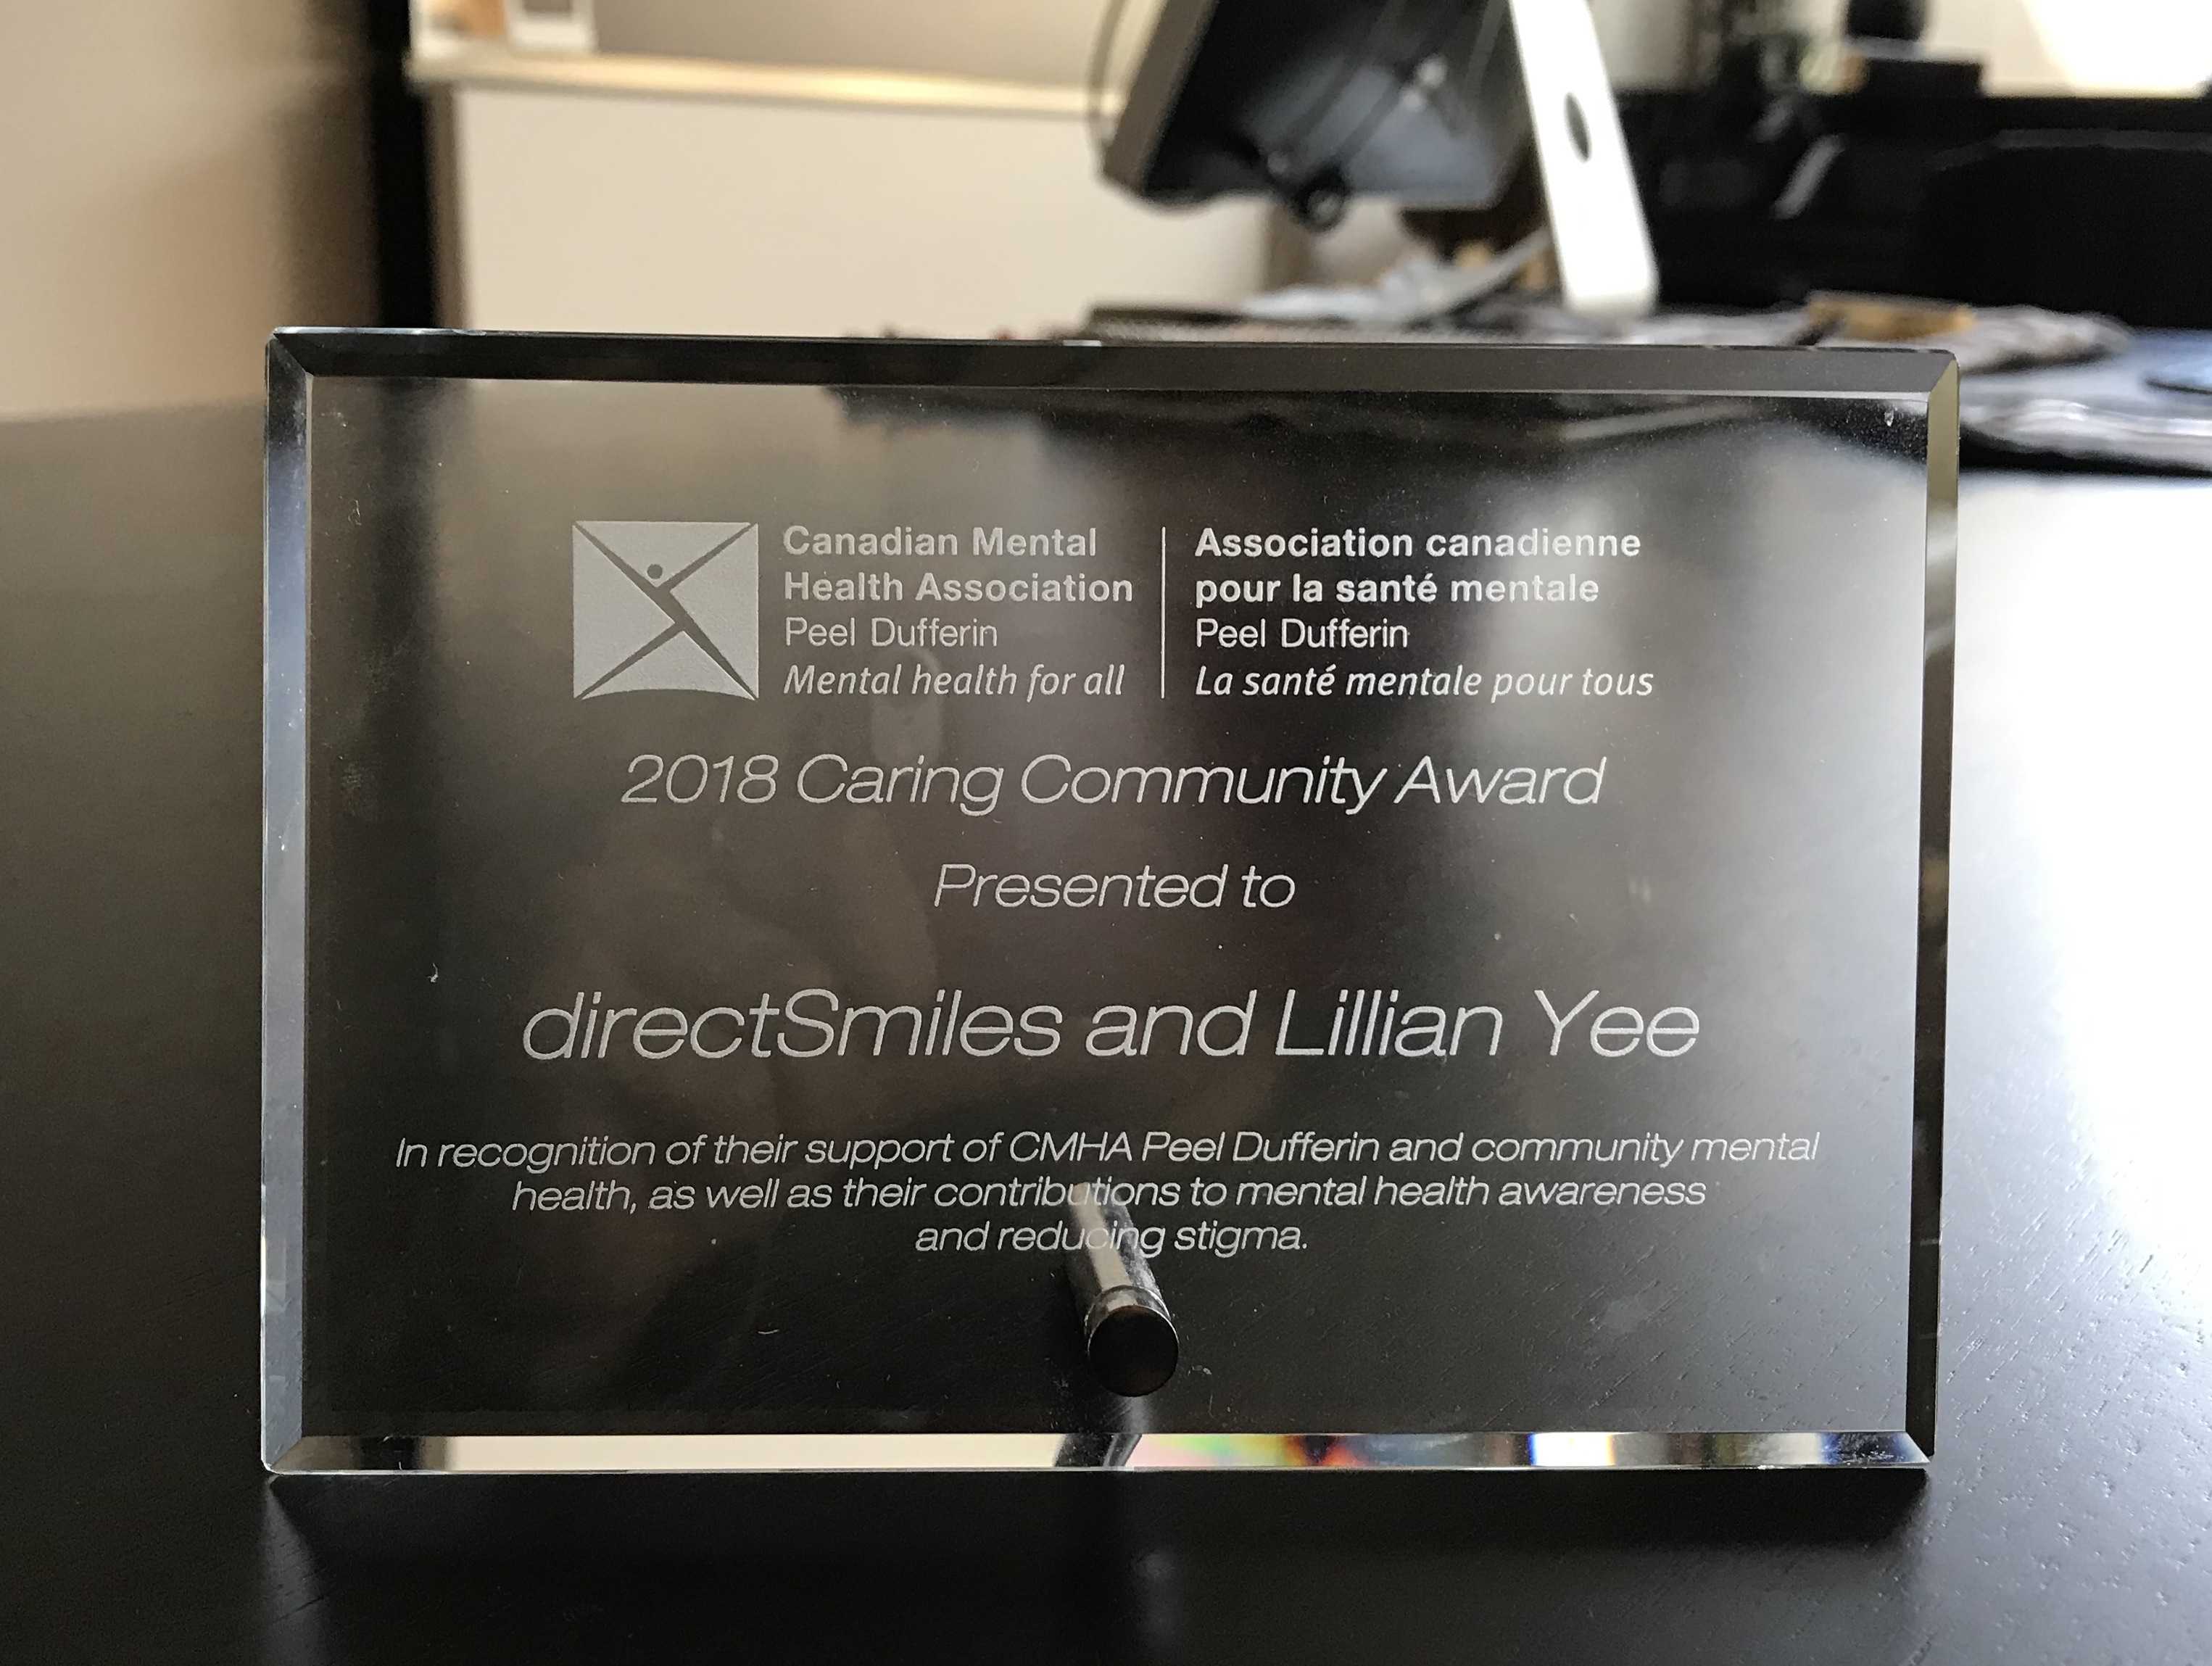 Canadian Mental
Health Association
Peel Dufferin
Mental health for all
Association canadienne
pour la santé mentale
Peel Dufferin
La santé mentale pour tous
2018 Caring Community Award
Presented to
directSmiles and Lillian Yee
In recognition of their support of CMHA Peel Dufferin and community mental
health, as well as their contributions to mental health awareness
and reducing stigma.